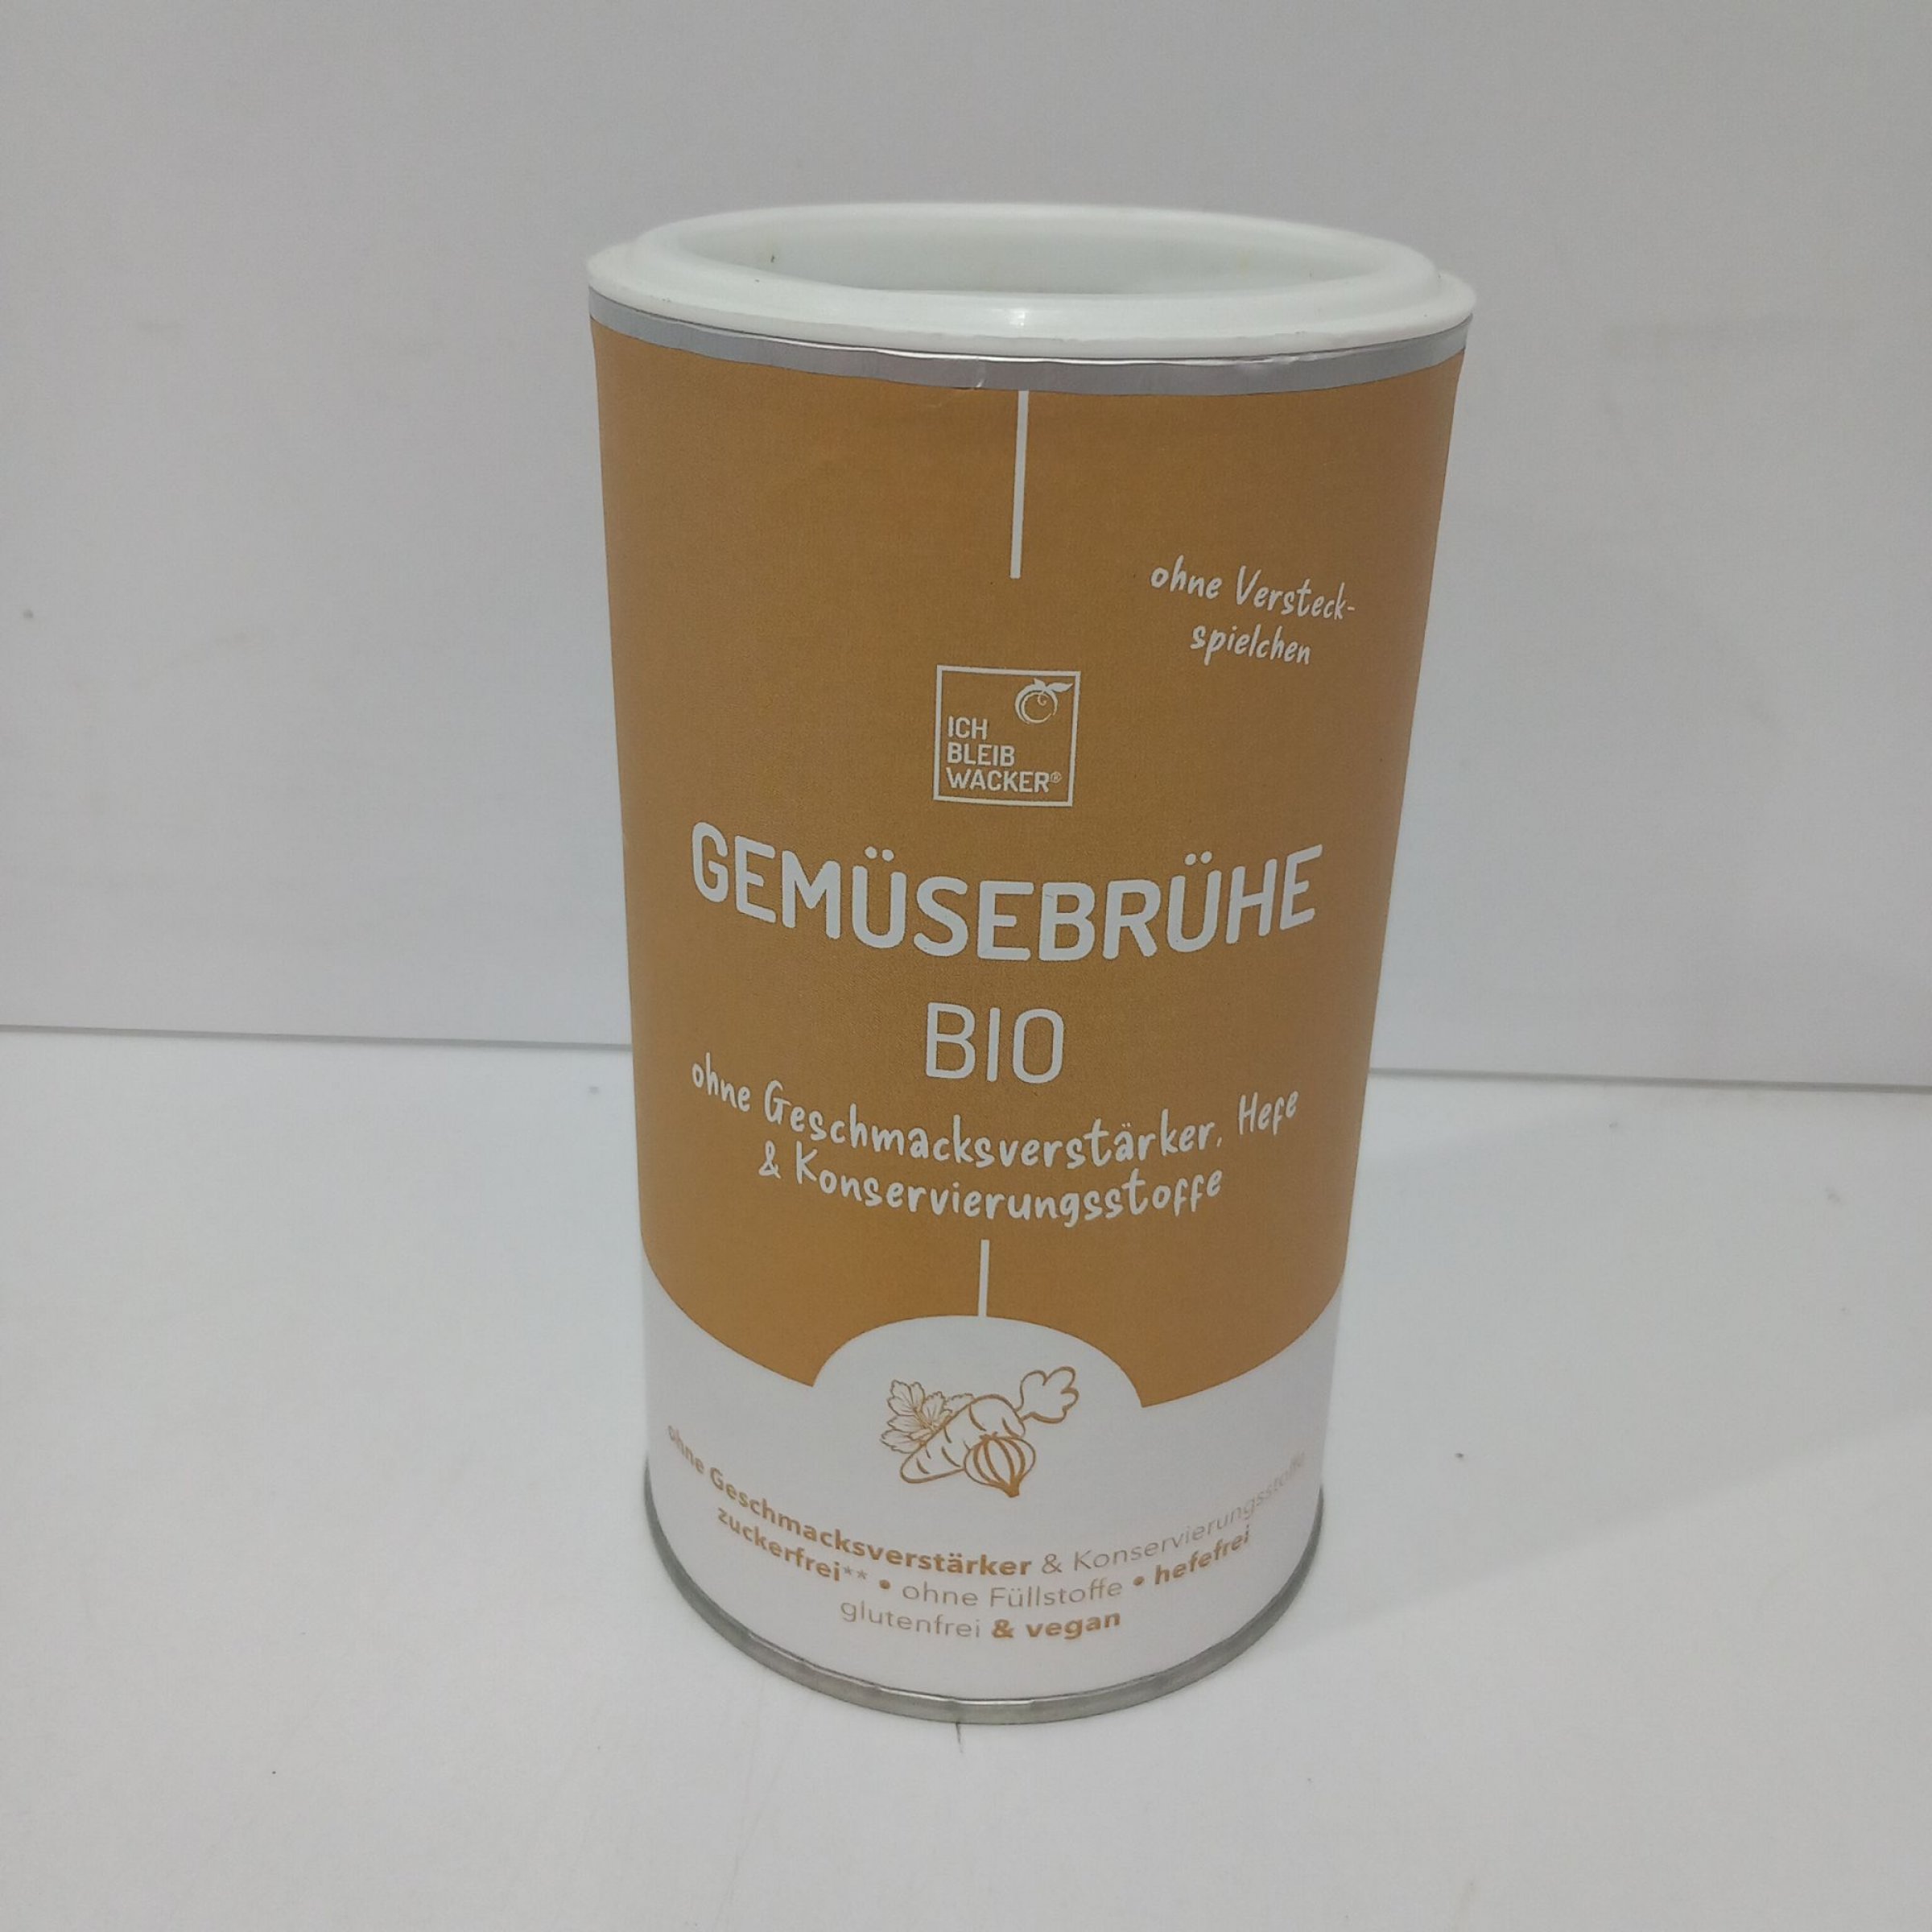 ohne Versteck-
spielchen
ICH
BLEIB
WACKER®
GEMÜSEBRÜHE
BIO
ohne Geschmacksverstärker, Hefe
& Konservierungsstoffe
ohne Geschmacksverstärker & Konservierungsstoffe
zuckerfrei** • ohne Füllstoffe • hefefrei
glutenfrei & vegan